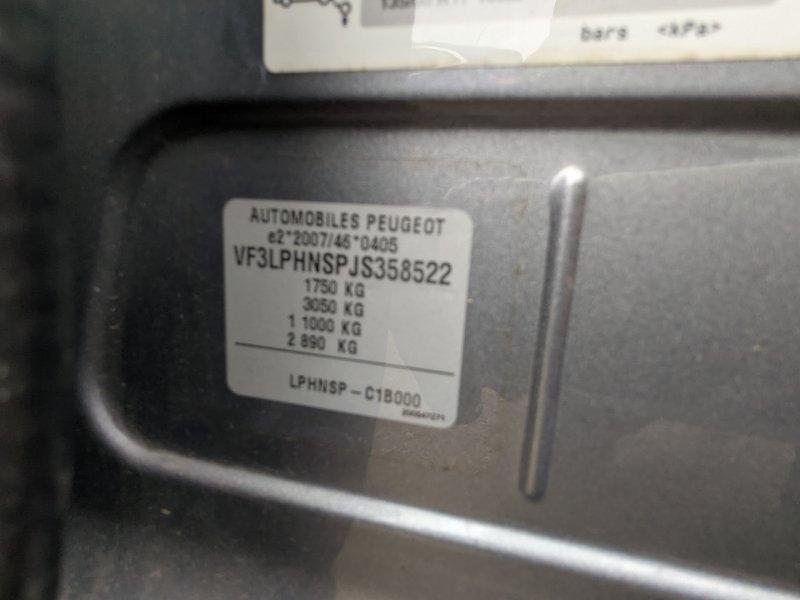 bars <kPa>
AUTOMOBILES PEUGEOT
e2*2007/46*0405
VF3LPHNSPJS358522
1750 KG
3050 KG
1 1000 KG
2 890 KG
LPHNSP-C1B000